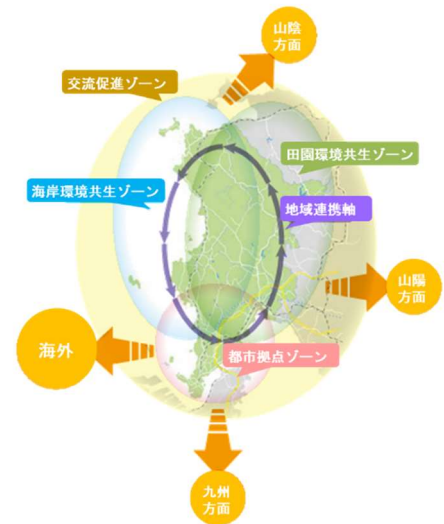 山陰
方面
交流促進ゾーン
田園環境共生ゾーン
海岸環境共生ゾーン
地域連携軸
山陽
方面
海外
都市拠点ゾーン
九州
方面